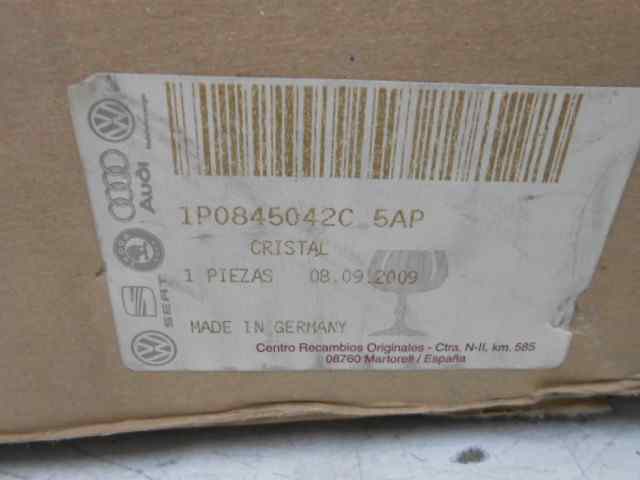 1P0845042C 5AP
CRISTAL
1 PIEZAS 08.09.2009
MADE IN GERMANY
Centro Recambios Originales - Ctra. N-II, km. 585
08760 Martorell / España
Audi
SEAT